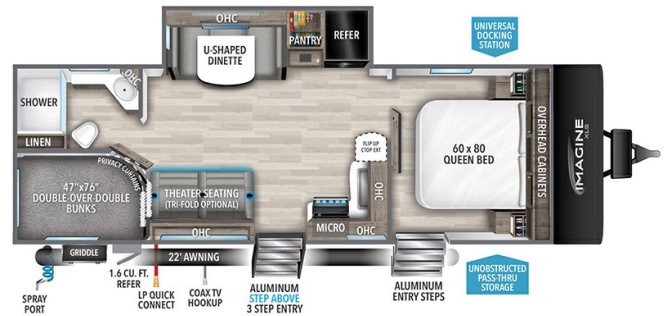 OHC
U-SHAPED
DINETTE
PANTRY
REFER
UNIVERSAL
DOCKING
STATION
OHC
SHOWER
LINEN
PRIVACY CURTAINS
47"x76"
DOUBLE-OVER-DOUBLE
BUNKS
THEATER SEATING
(TRI-FOLD OPTIONAL)
OHC
FLIP UP
CTOP EXT
OHC
MICRO
OHC
60 x 80
QUEEN BED
OVERHEAD CABINETS
IMAGINE
XLS
GRIDDLE
22' AWNING
SPRAY
PORT
1.6 CU. FT.
REFER
LP QUICK
CONNECT
COAX TV
HOOKUP
ALUMINUM
STEP ABOVE
3 STEP ENTRY
ALUMINUM
ENTRY STEPS
UNOBSTRUCTED
PASS-THRU
STORAGE